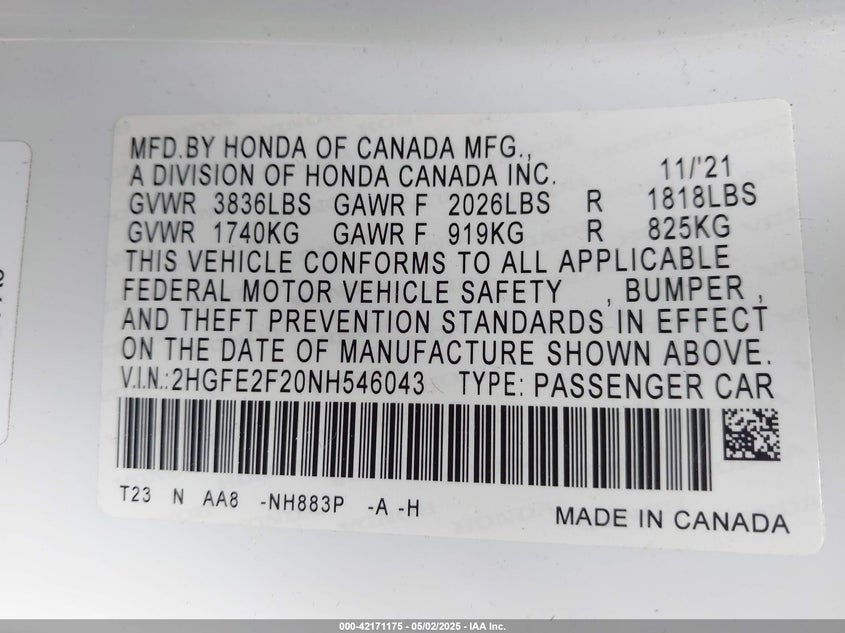 MFD.BY HONDA OF CANADA MFG.,
A DIVISION OF HONDA CANADA INC. 11/'21
GVWR 3836LBS GAWR F 2026LBS R 1818LBS
GVWR 1740KG GAWR F 919KG R 825KG
THIS VEHICLE CONFORMS TO ALL APPLICABLE
FEDERAL MOTOR VEHICLE SAFETY , BUMPER ,
AND THEFT PREVENTION STANDARDS IN EFFECT
ON THE DATE OF MANUFACTURE SHOWN ABOVE.
V.I.N.:2HGFE2F20NH546043 TYPE: PASSENGER CAR
T23 N AA8 -NH883P -A -H
MADE IN CANADA
000-42171175 - 05/02/2025 - IAA Inc.